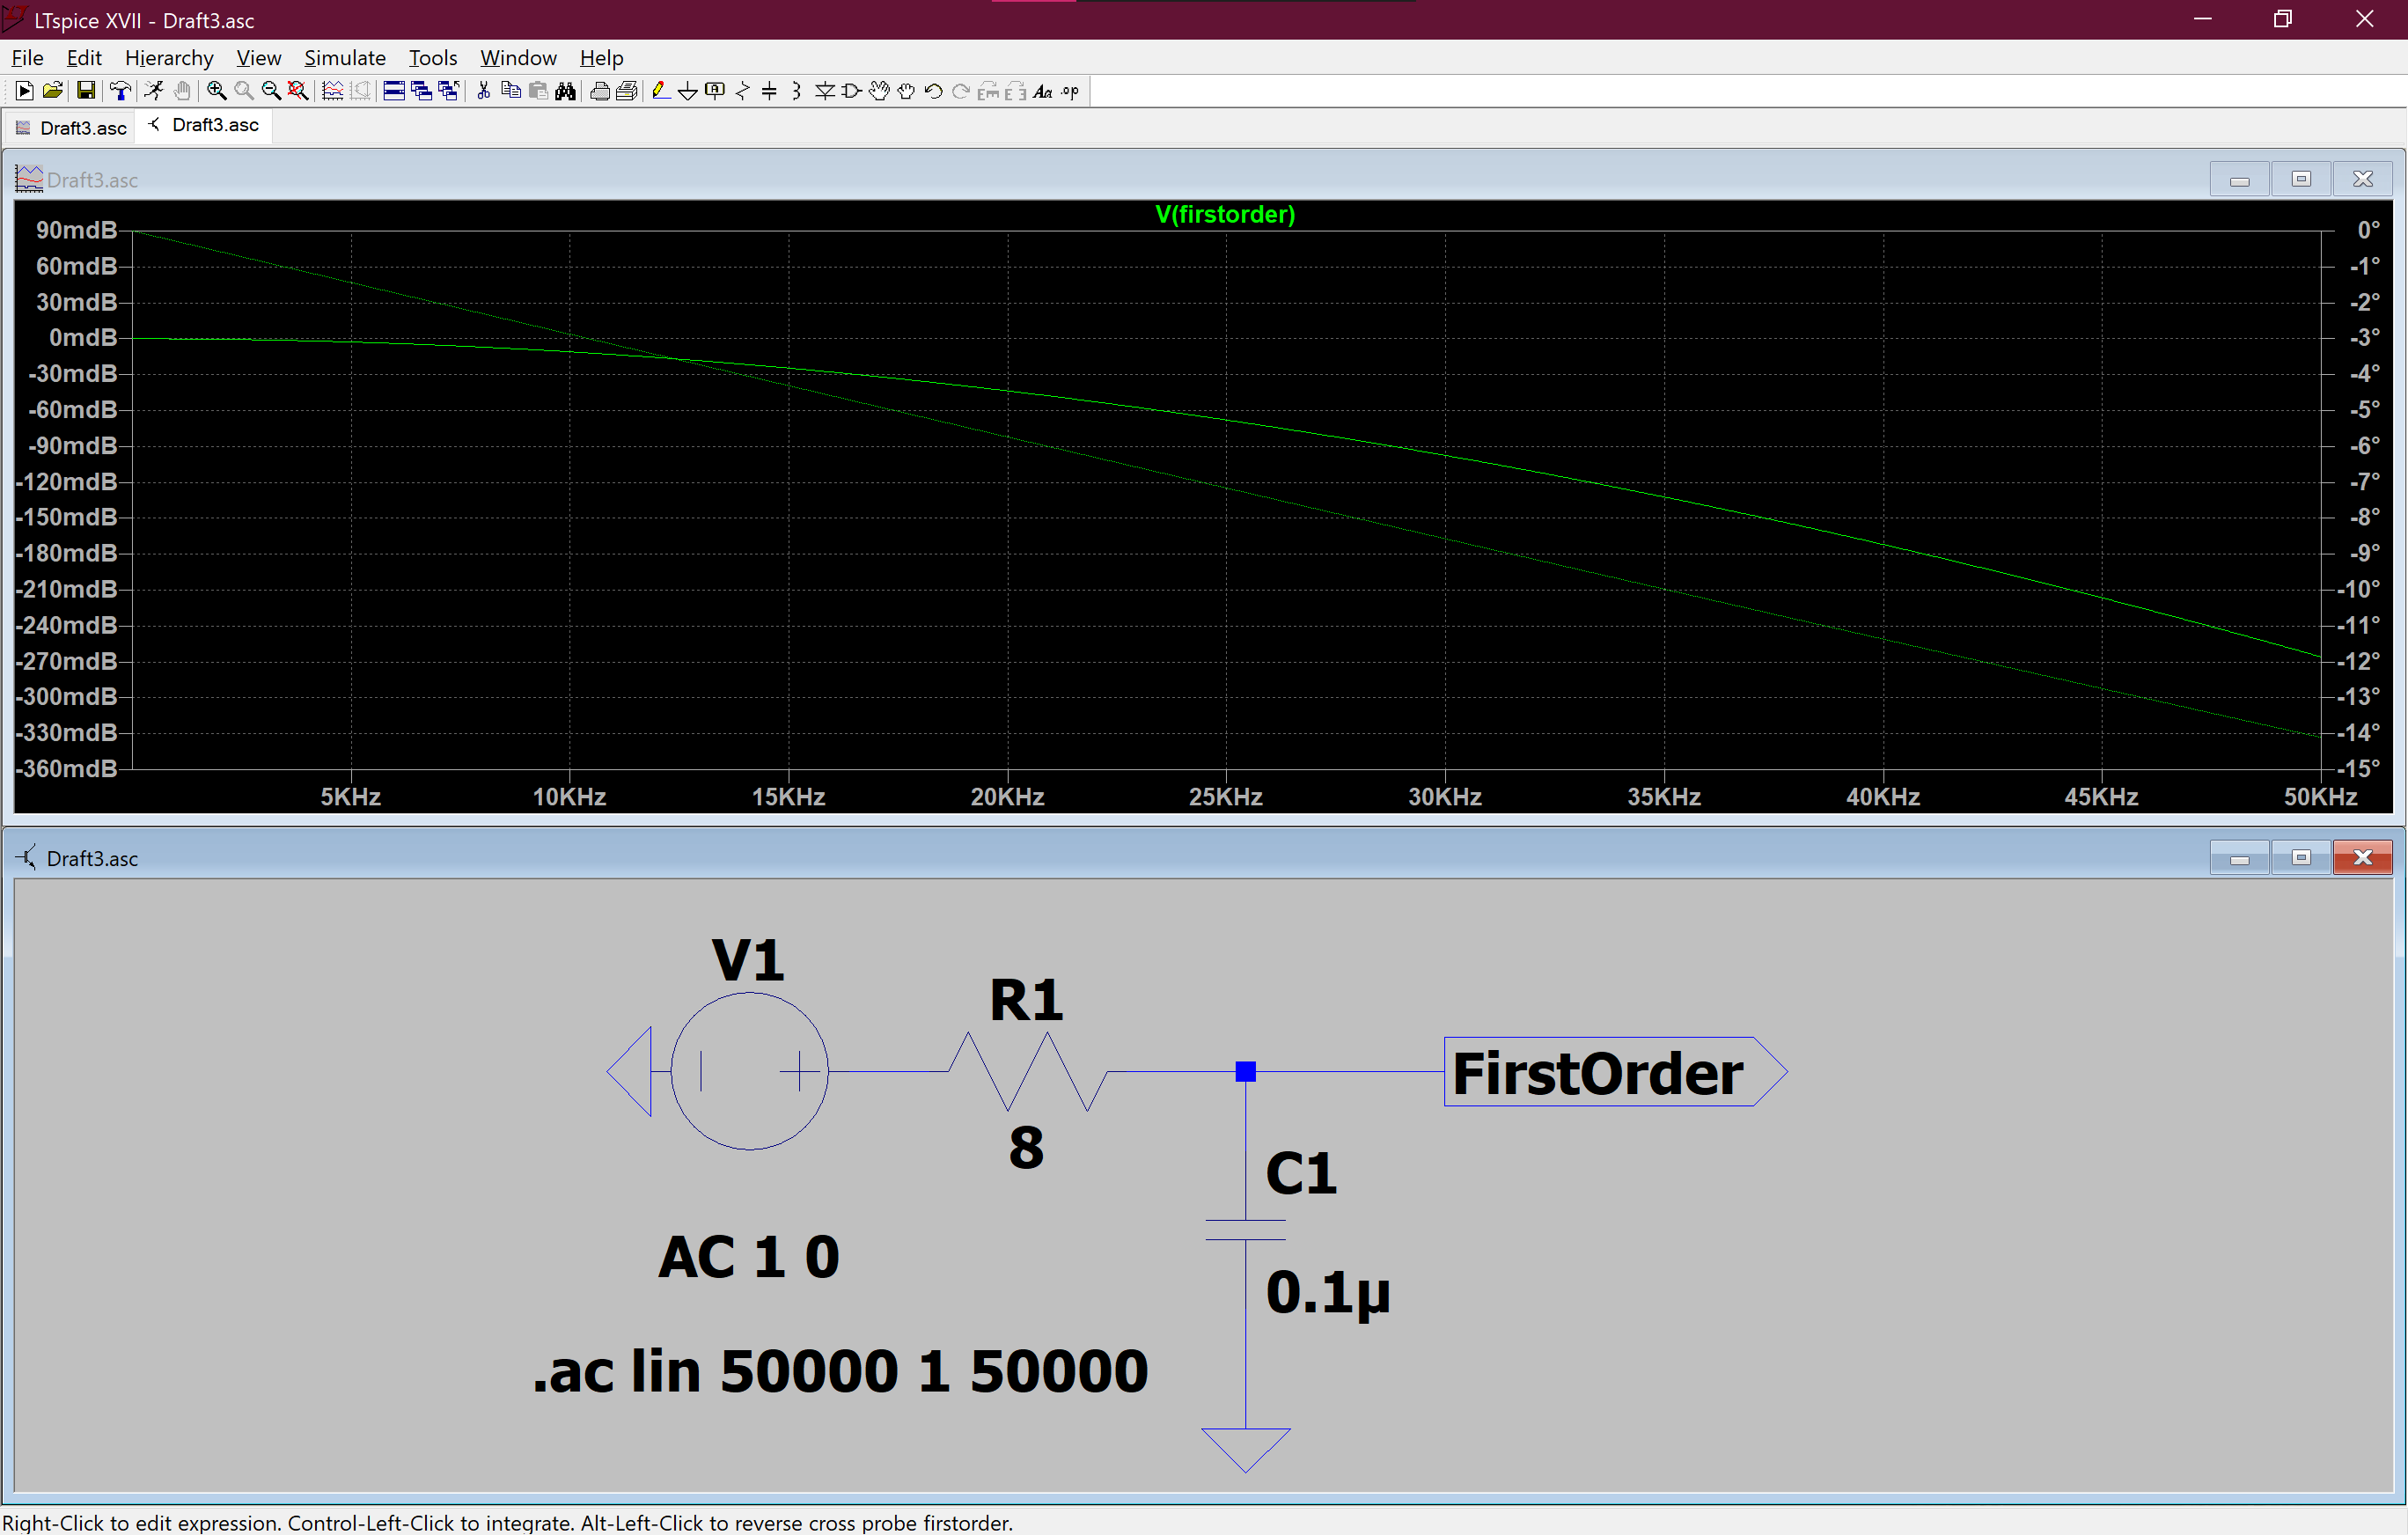 LTspice XVII - Draft3.asc
File Edit Hierarchy View Simulate Tools Window Help
Draft3.asc Draft3.asc
Draft3.asc
V(firstorder)
90mdB 0°
60mdB -1°
30mdB -2°
0mdB -3°
-30mdB -4°
-60mdB -5°
-90mdB -6°
-120mdB -7°
-150mdB -8°
-180mdB -9°
-210mdB -10°
-240mdB -11°
-270mdB -12°
-300mdB -13°
-330mdB -14°
-360mdB -15°
5KHz 10KHz 15KHz 20KHz 25KHz 30KHz 35KHz 40KHz 45KHz 50KHz
Draft3.asc
V1
R1
FirstOrder
8
C1
AC 1 0
0.1µ
.ac lin 50000 1 50000
Right-Click to edit expression. Control-Left-Click to integrate. Alt-Left-Click to reverse cross probe firstorder.